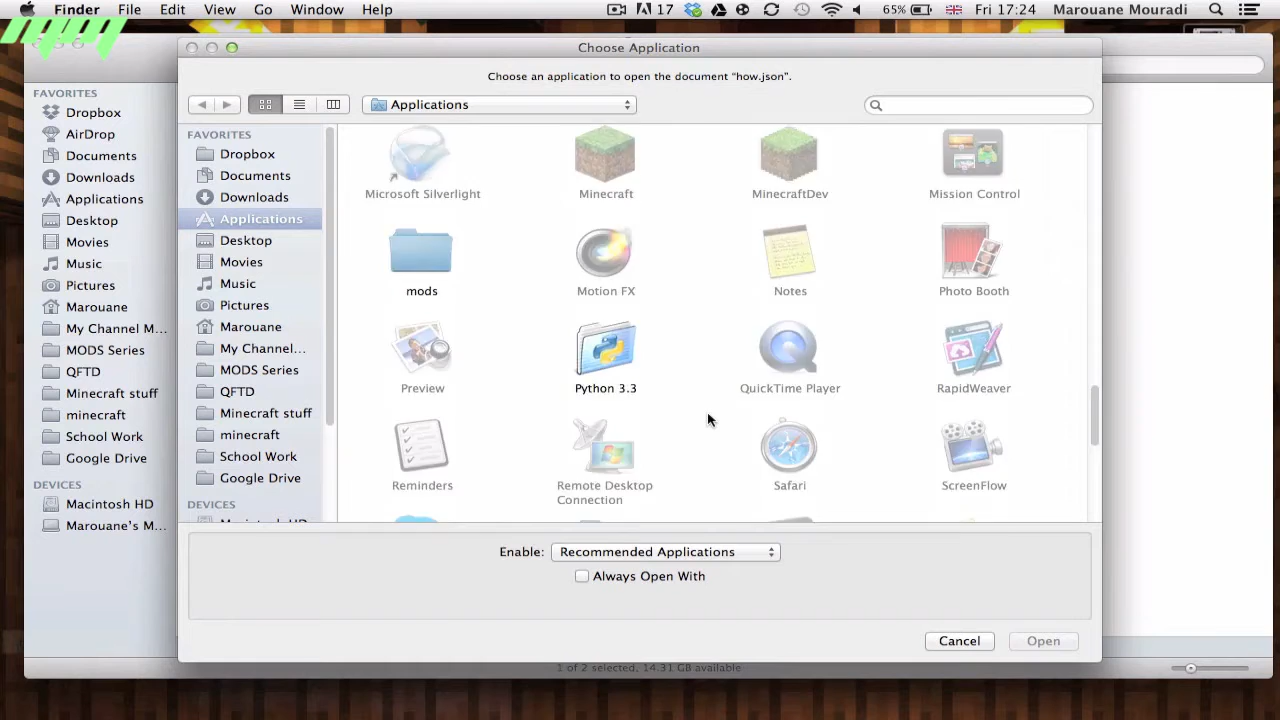 Finder File Edit View Go Window Help 17 65% Fri 17:24 Marouane Mouradi
Choose Application
Choose an application to open the document “how.json”.
Applications
FAVORITES
Dropbox
AirDrop
Documents
Downloads
Applications
Desktop
Movies
Music
Pictures
Marouane
My Channel M...
MODS Series
QFTD
Minecraft stuff
minecraft
School Work
Google Drive
DEVICES
Macintosh HD
Marouane’s M...
FAVORITES
Dropbox
Documents
Downloads
Applications
Desktop
Movies
Music
Pictures
Marouane
My Channel...
MODS Series
QFTD
Minecraft stuff
minecraft
School Work
Google Drive
DEVICES
Macintosh HD
Microsoft Silverlight
Minecraft
MinecraftDev
Mission Control
mods
Motion FX
Notes
Photo Booth
Preview
Python 3.3
QuickTime Player
RapidWeaver
Reminders
Remote Desktop
Connection
Safari
ScreenFlow
Enable: Recommended Applications
Always Open With
Cancel
Open
1 of 2 selected, 14.31 GB available